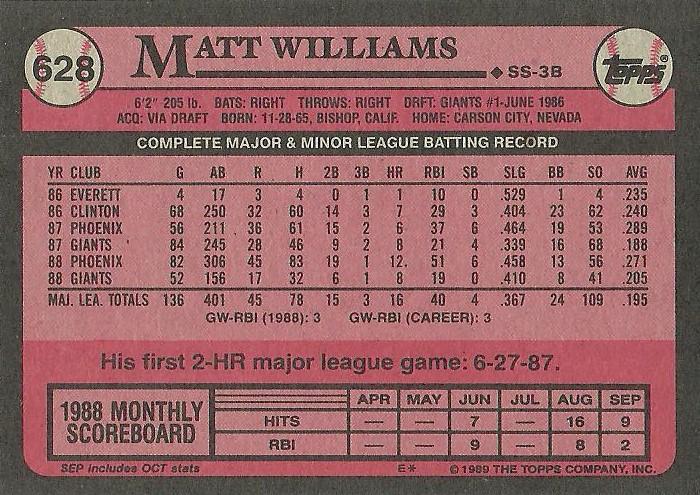 628 MATT WILLIAMS ◆ SS-3B TOPPS®
6'2" 205 lb. BATS: RIGHT THROWS: RIGHT DRFT: GIANTS #1-JUNE 1986
ACQ: VIA DRAFT BORN: 11-28-65, BISHOP, CALIF. HOME: CARSON CITY, NEVADA
COMPLETE MAJOR & MINOR LEAGUE BATTING RECORD
YR CLUB G AB R H 2B 3B HR RBI SB SLG BB SO AVG
86 EVERETT 4 17 3 4 0 1 1 10 0 .529 1 4 .235
86 CLINTON 68 250 32 60 14 3 7 29 3 .404 23 62 .240
87 PHOENIX 56 211 36 61 15 2 6 37 6 .464 19 53 .289
87 GIANTS 84 245 28 46 9 2 8 21 4 .339 16 68 .188
88 PHOENIX 82 306 45 83 19 1 12. 51 6 .458 13 56 .271
88 GIANTS 52 156 17 32 6 1 8 19 0 .410 8 41 .205
MAJ. LEA. TOTALS 136 401 45 78 15 3 16 40 4 .367 24 109 .195
GW-RBI (1988): 3 GW-RBI (CAREER): 3
His first 2-HR major league game: 6-27-87.
1988 MONTHLY SCOREBOARD
APR MAY JUN JUL AUG SEP
HITS — — 7 — 16 9
RBI — — 9 — 8 2
SEP includes OCT stats E* © 1989 THE TOPPS COMPANY, INC.